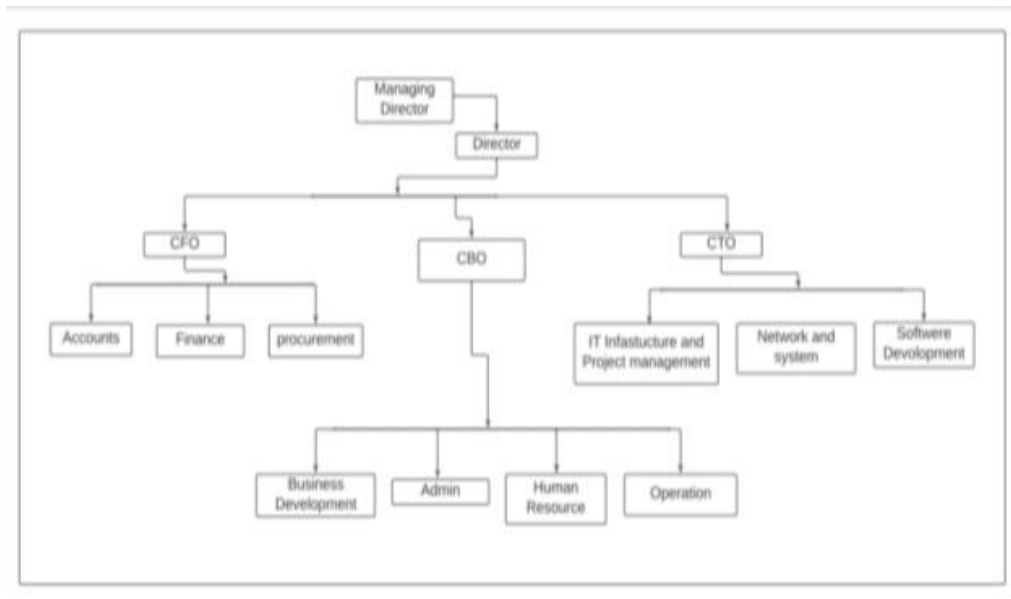 Managing
Director
Director
CFO
CBO
CTO
Accounts
Finance
procurement
IT Infastucture and
Project management
Network and
system
Softwere
Devolopment
Business
Development
Admin
Human
Resource
Operation